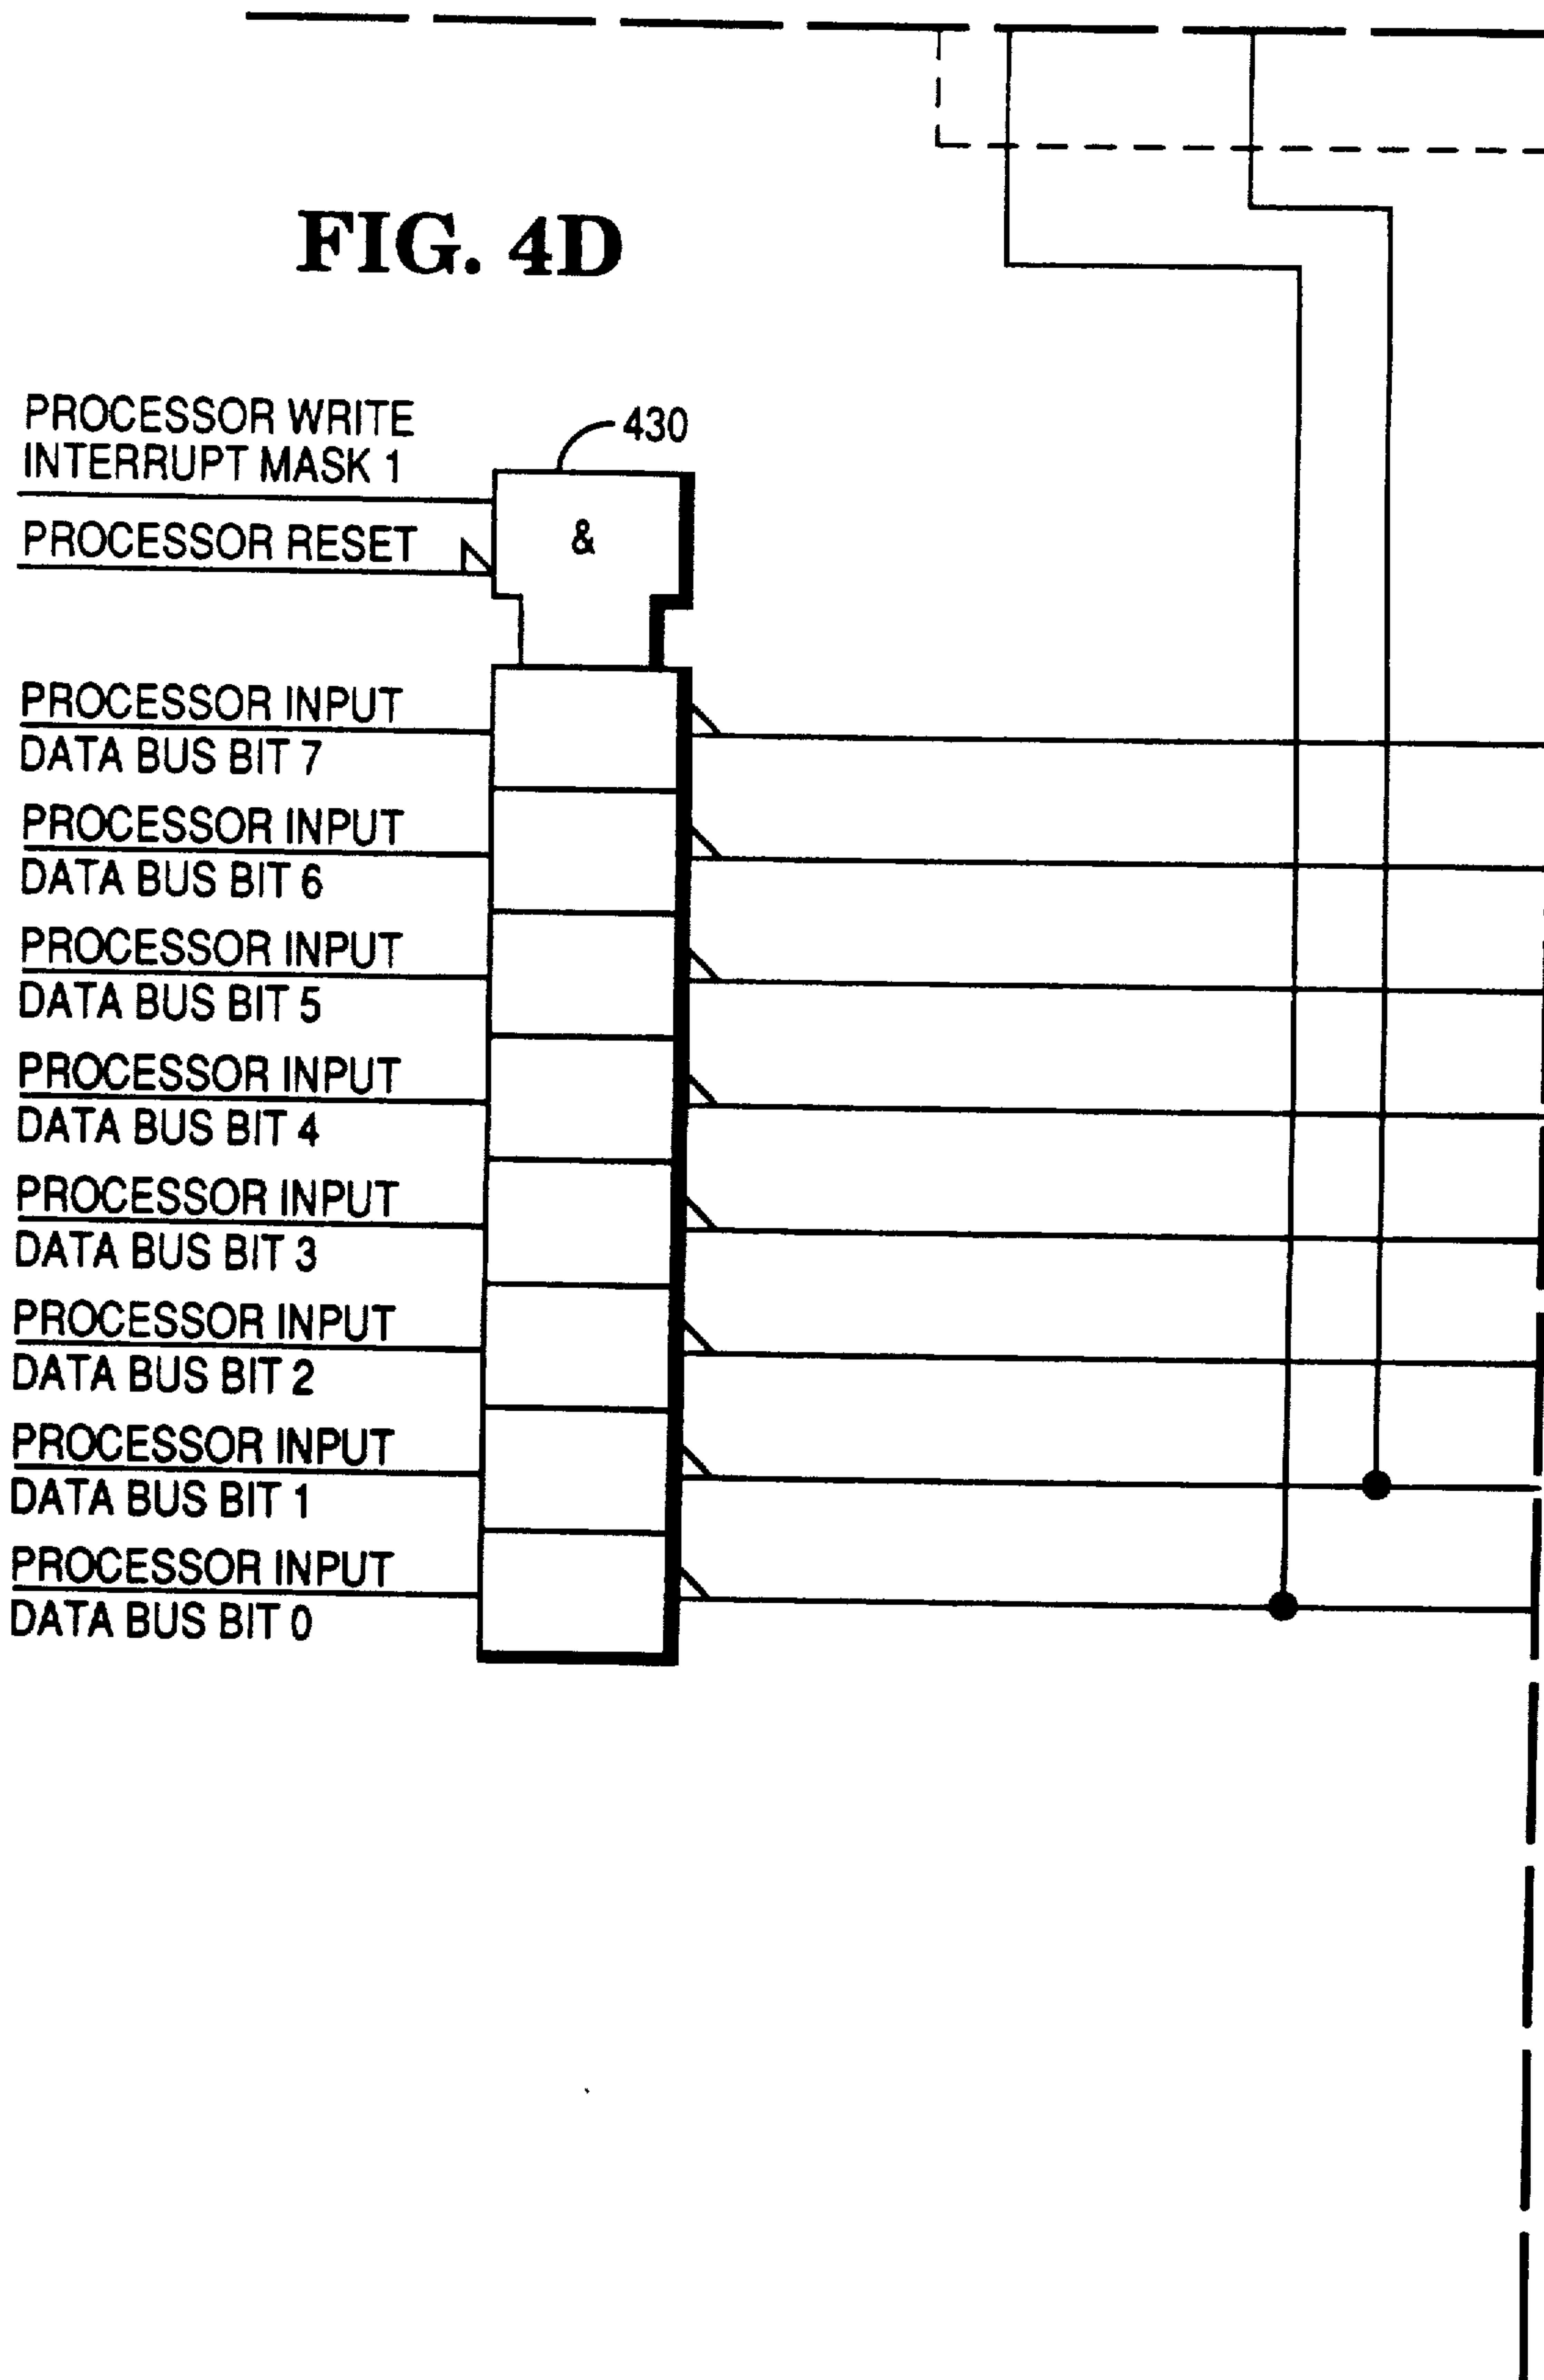 FIG. 4D
PROCESSOR WRITE
INTERRUPT MASK 1
430
PROCESSOR RESET
&
PROCESSOR INPUT
DATA BUS BIT 7
PROCESSOR INPUT
DATA BUS BIT 6
PROCESSOR INPUT
DATA BUS BIT 5
PROCESSOR INPUT
DATA BUS BIT 4
PROCESSOR INPUT
DATA BUS BIT 3
PROCESSOR INPUT
DATA BUS BIT 2
PROCESSOR INPUT
DATA BUS BIT 1
PROCESSOR INPUT
DATA BUS BIT 0